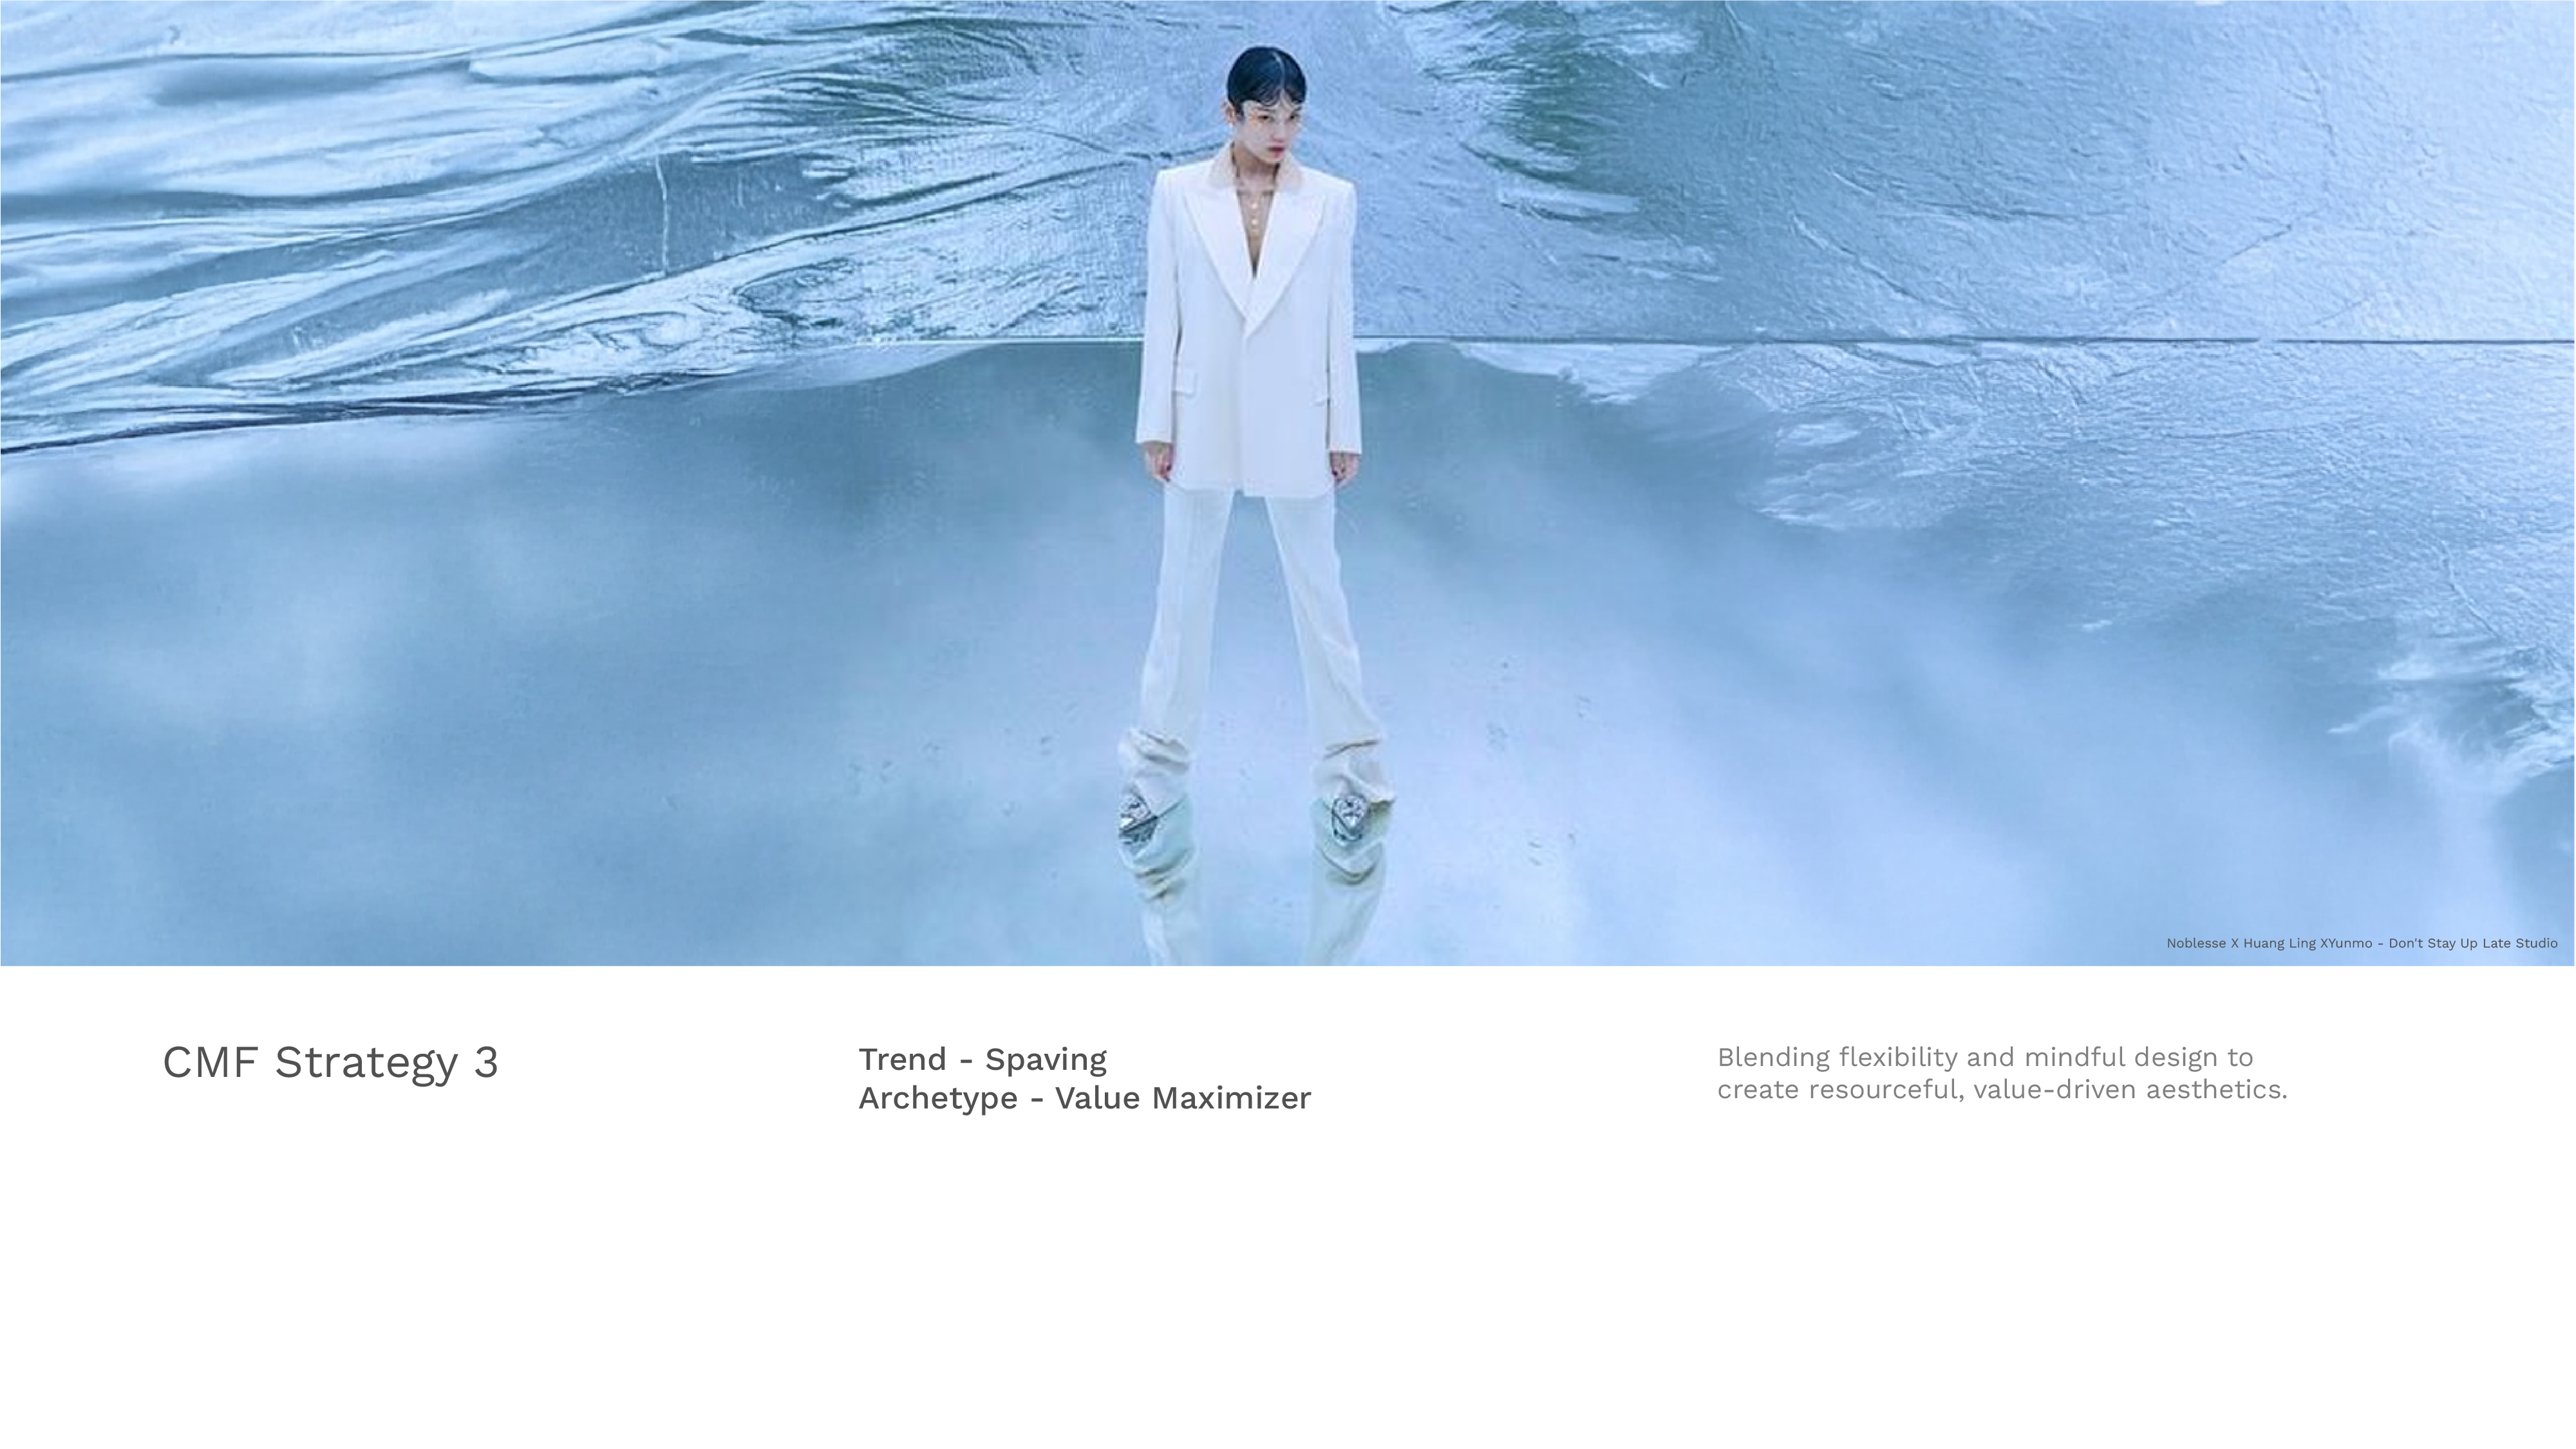 Noblesse X Huang Ling XYunmo - Don't Stay Up Late Studio
CMF Strategy 3
Trend - Spaving
Archetype - Value Maximizer
Blending flexibility and mindful design to
create resourceful, value-driven aesthetics.